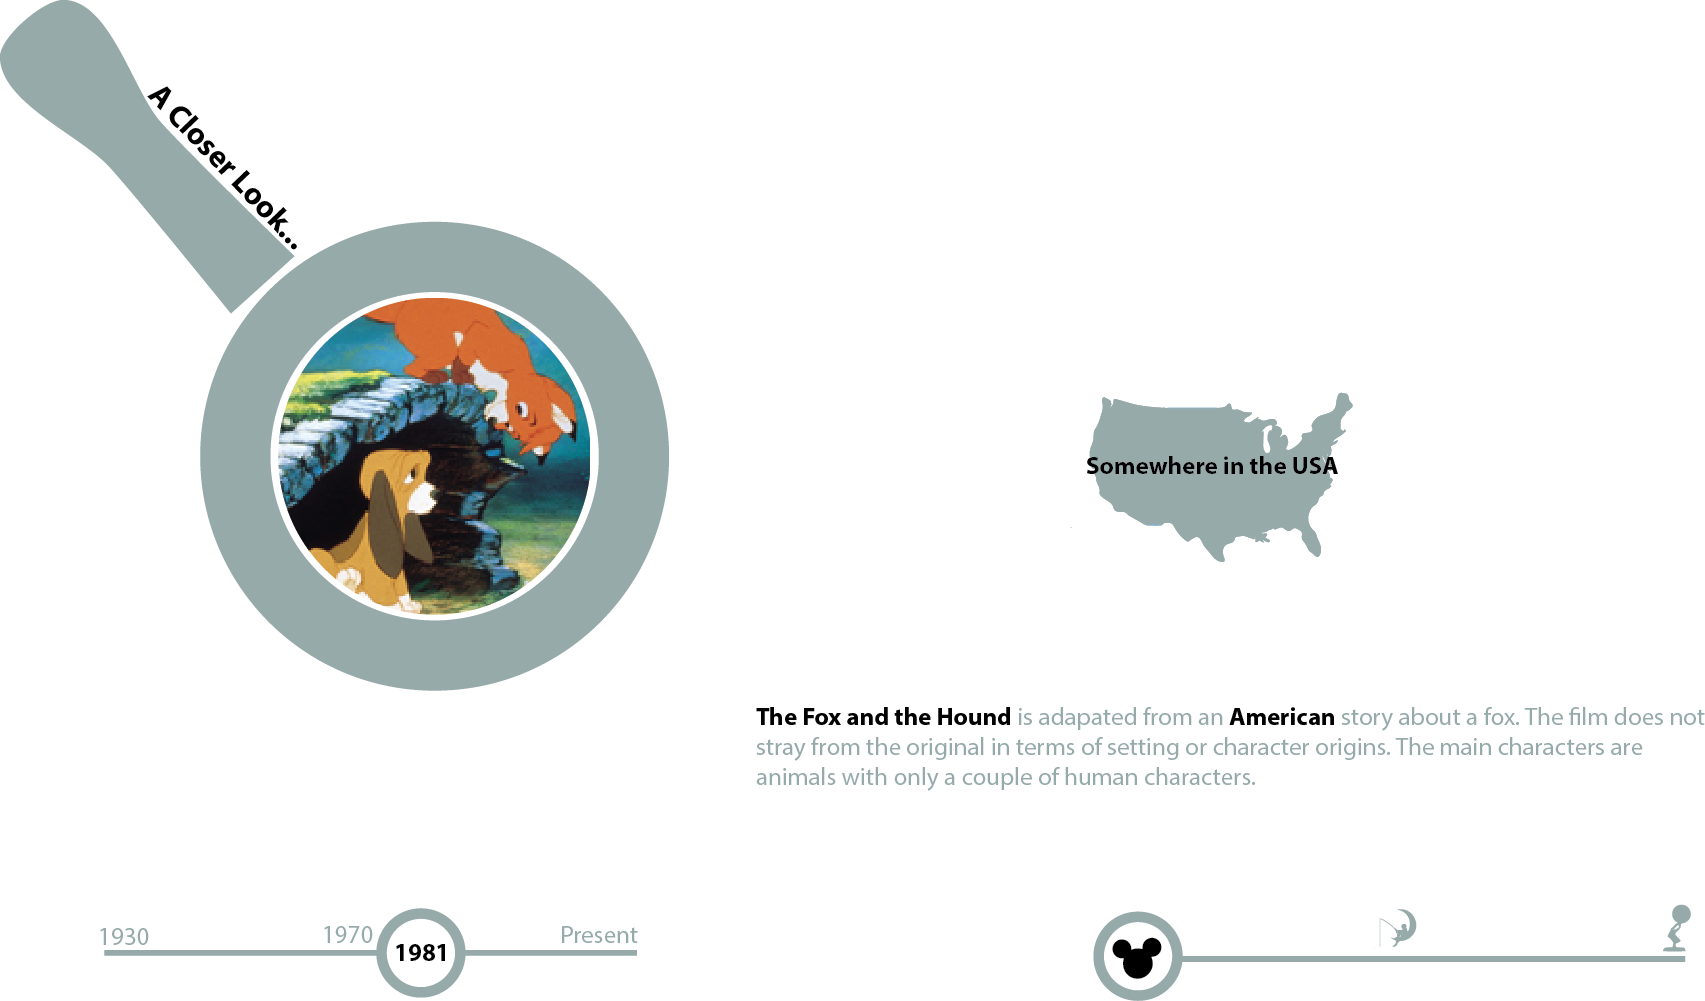 A Closer Look...
Somewhere in the USA
The Fox and the Hound is adapated from an American story about a fox. The film does not
stray from the original in terms of setting or character origins. The main characters are
animals with only a couple of human characters.
1930
1970
1981
Present